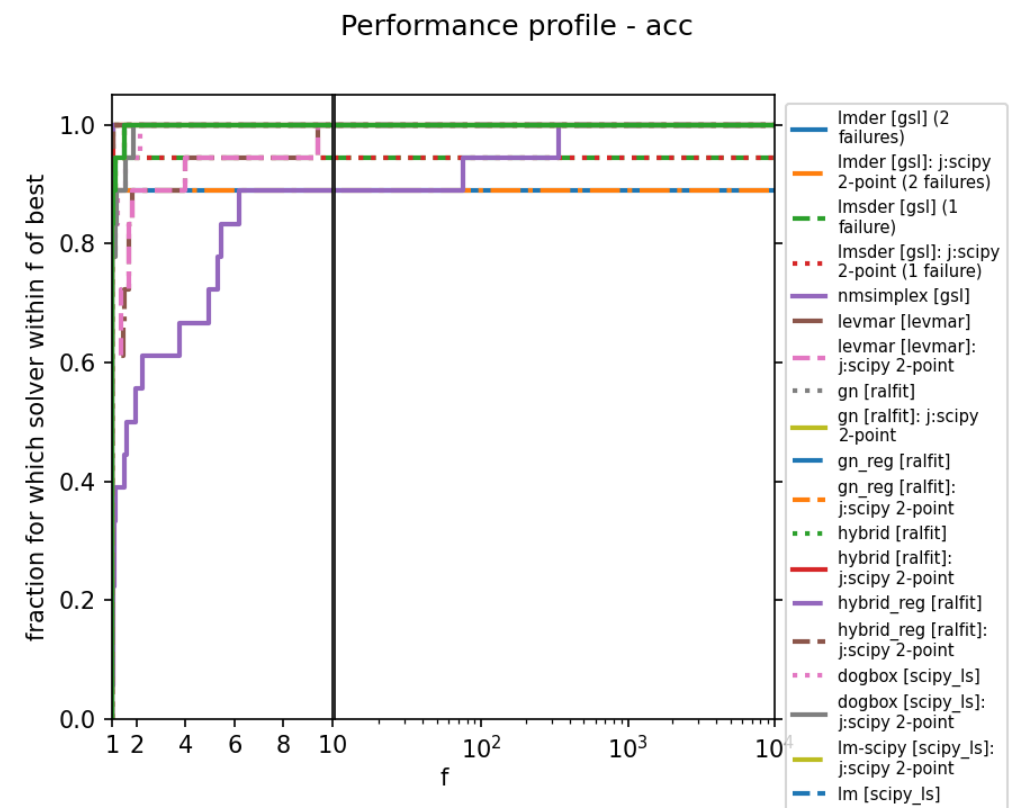 Performance profile - acc
fraction for which solver within f of best
1.0
0.8
0.6
0.4
0.2
0.0
1 2 4 6 8 10 10² 10³ 10⁴
f
lmder [gsl] (2
failures)
lmder [gsl]: j:scipy
2-point (2 failures)
lmsder [gsl] (1
failure)
lmsder [gsl]: j:scipy
2-point (1 failure)
nmsimplex [gsl]
levmar [levmar]
levmar [levmar]:
j:scipy 2-point
gn [ralfit]
gn [ralfit]: j:scipy
2-point
gn_reg [ralfit]
gn_reg [ralfit]:
j:scipy 2-point
hybrid [ralfit]
hybrid [ralfit]:
j:scipy 2-point
hybrid_reg [ralfit]
hybrid_reg [ralfit]:
j:scipy 2-point
dogbox [scipy_ls]
dogbox [scipy_ls]:
j:scipy 2-point
lm-scipy [scipy_ls]:
j:scipy 2-point
lm [scipy_ls]